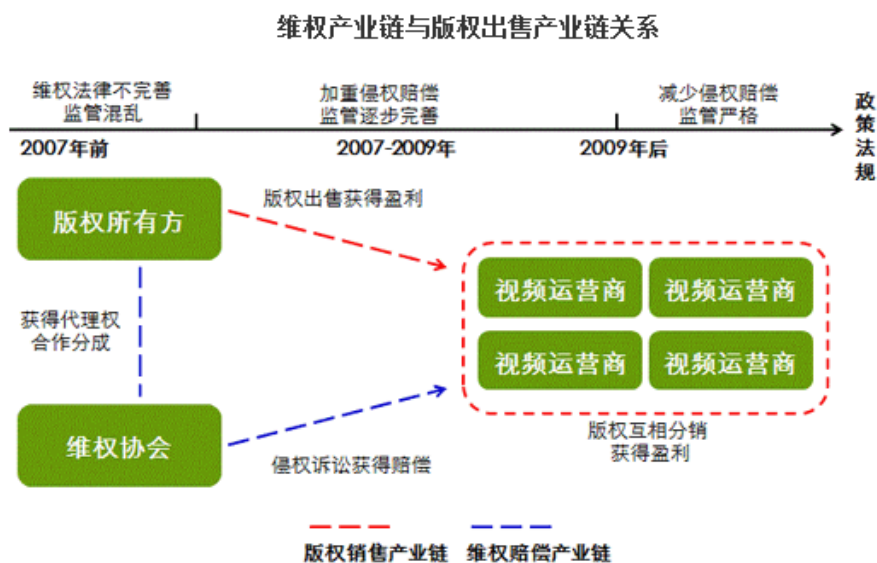 维权产业链与版权出售产业链关系
维权法律不完善
监管混乱
加重侵权赔偿
监管逐步完善
减少侵权赔偿
监管严格
政策法规
2007年前
2007-2009年
2009年后
版权所有方
版权出售获得盈利
视频运营商
视频运营商
获得代理权
合作分成
视频运营商
视频运营商
维权协会
侵权诉讼获得赔偿
版权互相分销
获得盈利
版权销售产业链
维权赔偿产业链